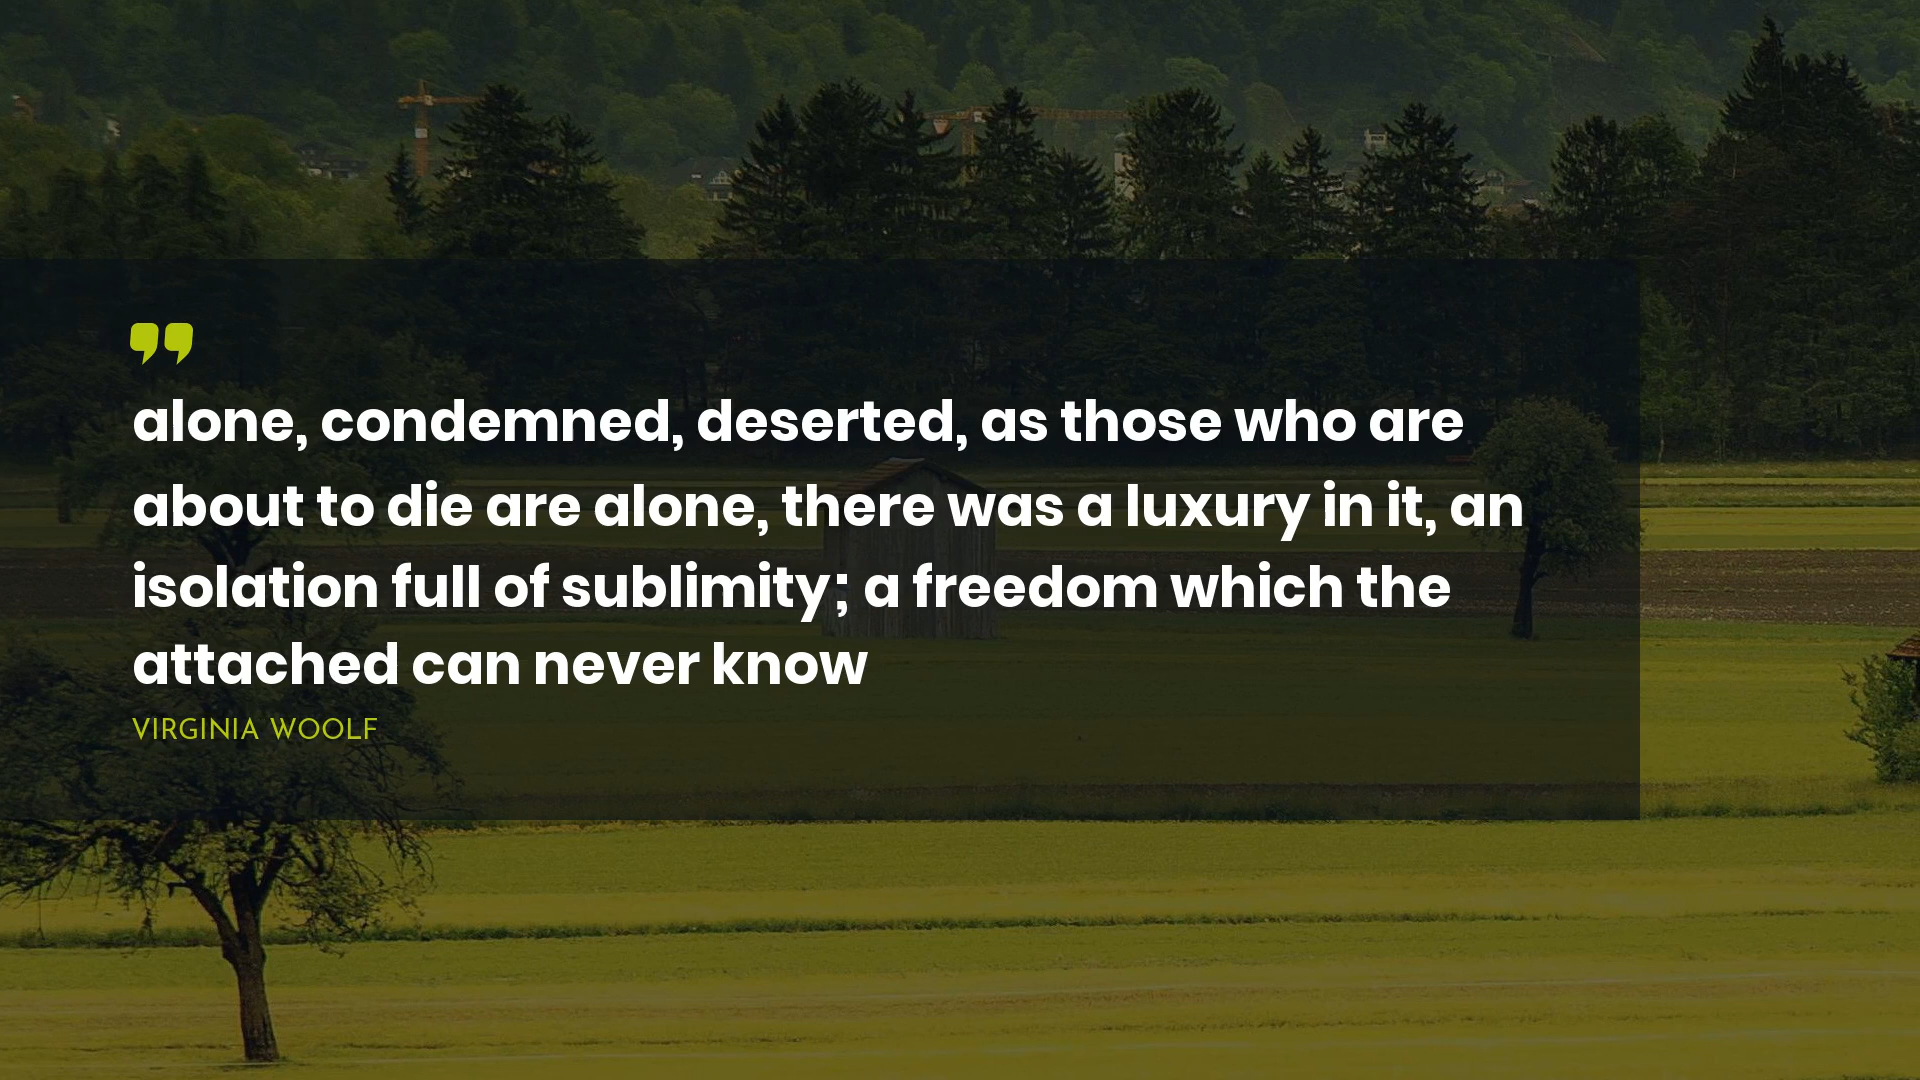 alone, condemned, deserted, as those who are
about to die are alone, there was a luxury in it, an
isolation full of sublimity; a freedom which the
attached can never know
VIRGINIA WOOLF